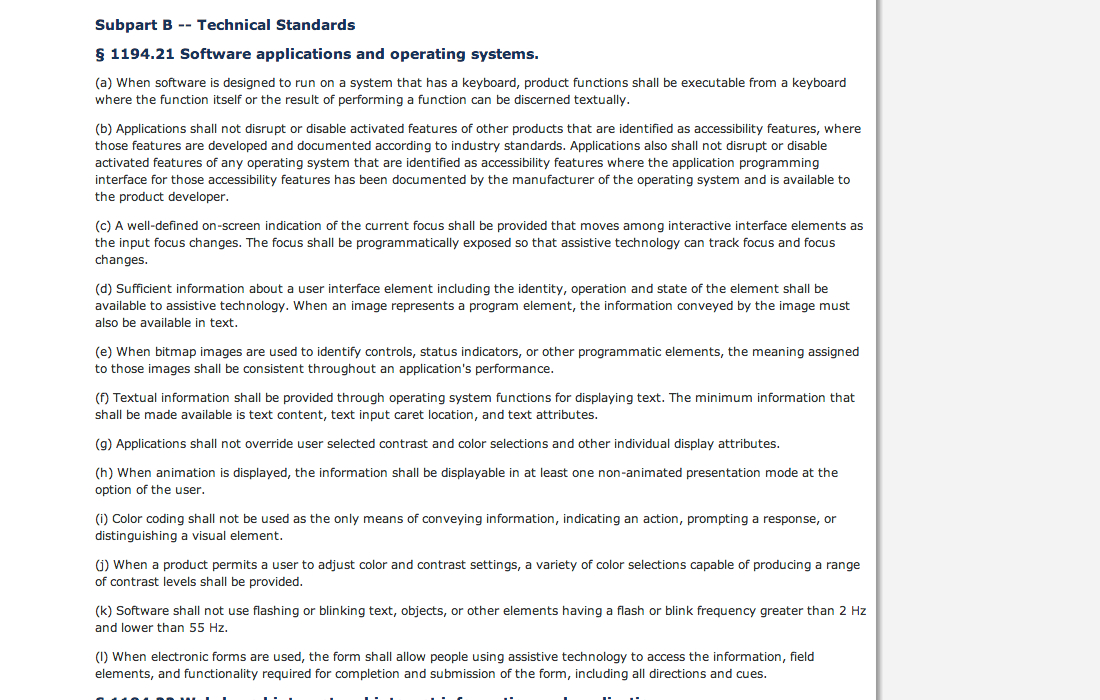 Subpart B -- Technical Standards
§ 1194.21 Software applications and operating systems.
(a) When software is designed to run on a system that has a keyboard, product functions shall be executable from a keyboard
where the function itself or the result of performing a function can be discerned textually.
(b) Applications shall not disrupt or disable activated features of other products that are identified as accessibility features, where
those features are developed and documented according to industry standards. Applications also shall not disrupt or disable
activated features of any operating system that are identified as accessibility features where the application programming
interface for those accessibility features has been documented by the manufacturer of the operating system and is available to
the product developer.
(c) A well-defined on-screen indication of the current focus shall be provided that moves among interactive interface elements as
the input focus changes. The focus shall be programmatically exposed so that assistive technology can track focus and focus
changes.
(d) Sufficient information about a user interface element including the identity, operation and state of the element shall be
available to assistive technology. When an image represents a program element, the information conveyed by the image must
also be available in text.
(e) When bitmap images are used to identify controls, status indicators, or other programmatic elements, the meaning assigned
to those images shall be consistent throughout an application's performance.
(f) Textual information shall be provided through operating system functions for displaying text. The minimum information that
shall be made available is text content, text input caret location, and text attributes.
(g) Applications shall not override user selected contrast and color selections and other individual display attributes.
(h) When animation is displayed, the information shall be displayable in at least one non-animated presentation mode at the
option of the user.
(i) Color coding shall not be used as the only means of conveying information, indicating an action, prompting a response, or
distinguishing a visual element.
(j) When a product permits a user to adjust color and contrast settings, a variety of color selections capable of producing a range
of contrast levels shall be provided.
(k) Software shall not use flashing or blinking text, objects, or other elements having a flash or blink frequency greater than 2 Hz
and lower than 55 Hz.
(l) When electronic forms are used, the form shall allow people using assistive technology to access the information, field
elements, and functionality required for completion and submission of the form, including all directions and cues.